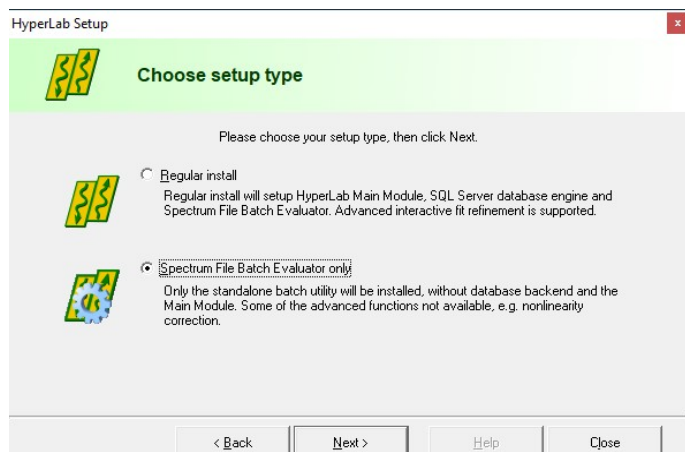 HyperLab Setup
x
Choose setup type
Please choose your setup type, then click Next.
Regular install
Regular install will setup HyperLab Main Module, SQL Server database engine and
Spectrum File Batch Evaluator. Advanced interactive fit refinement is supported.
Spectrum File Batch Evaluator only
Only the standalone batch utility will be installed, without database backend and the
Main Module. Some of the advanced functions not available, e.g. nonlinearity
correction.
< Back Next > Help Close